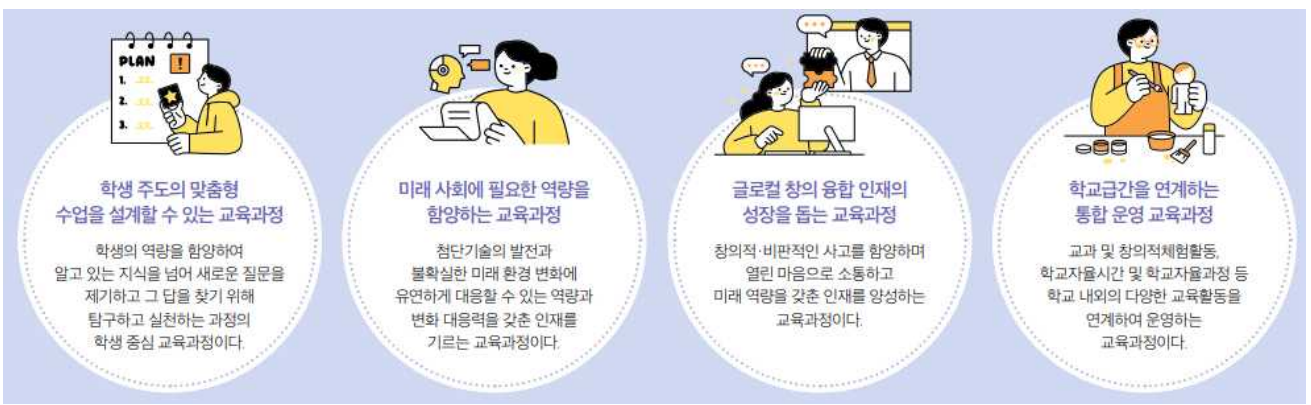 PLAN
!
1.
2.
3.
학생 주도의 맞춤형
수업을 설계할 수 있는 교육과정
학생의 역량을 함양하여
알고 있는 지식을 넘어 새로운 질문을
제기하고 그 답을 찾기 위해
탐구하고 실천하는 과정의
학생 중심 교육과정이다.
미래 사회에 필요한 역량을
함양하는 교육과정
첨단기술의 발전과
불확실한 미래 환경 변화에
유연하게 대응할 수 있는 역량과
변화 대응력을 갖춘 인재를
기르는 교육과정이다.
글로컬 창의 융합 인재의
성장을 돕는 교육과정
창의적·비판적인 사고를 함양하며
열린 마음으로 소통하고
미래 역량을 갖춘 인재를 양성하는
교육과정이다.
학교급간을 연계하는
통합 운영 교육과정
교과 및 창의적체험활동,
학교자율시간 및 학교자율과정 등
학교 내외의 다양한 교육활동을
연계하여 운영하는
교육과정이다.